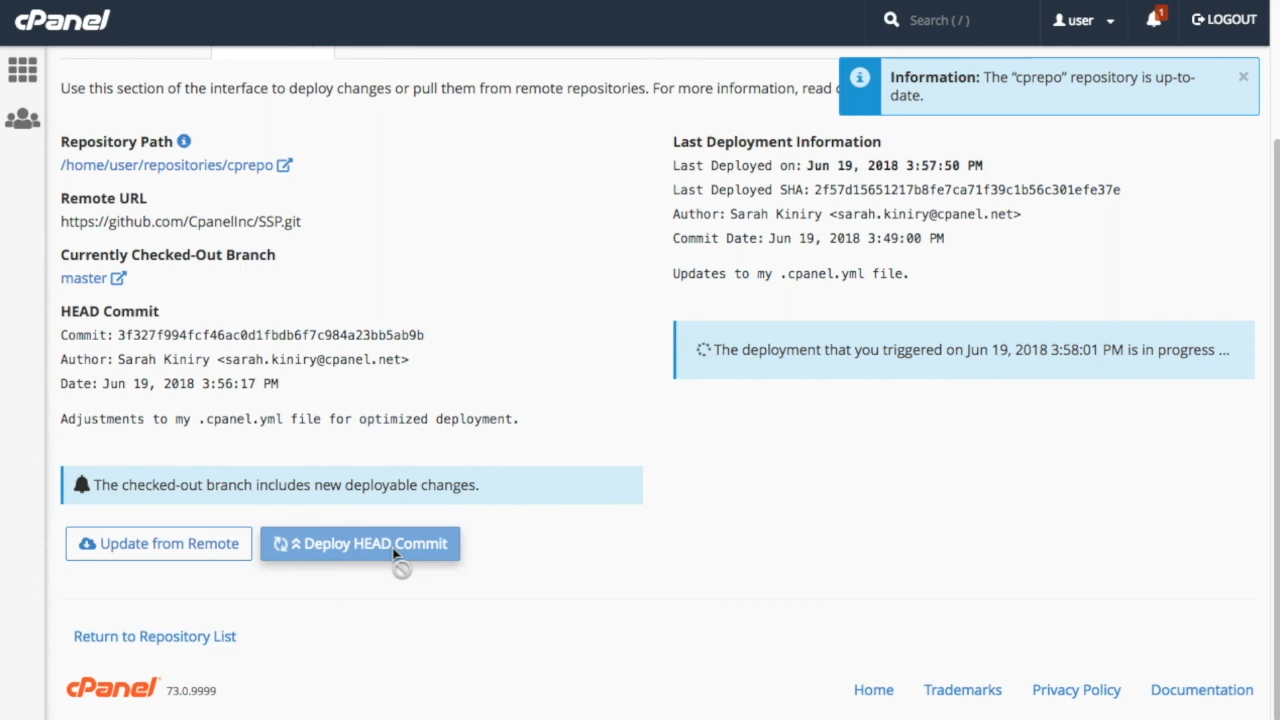 cPanel
Search ( / )
user
1
LOGOUT
Use this section of the interface to deploy changes or pull them from remote repositories. For more information, read
Information: The “cprepo” repository is up-to-
date.
Repository Path
/home/user/repositories/cprepo
Remote URL
https://github.com/CpanelInc/SSP.git
Currently Checked-Out Branch
master
HEAD Commit
Commit: 3f327f994fcf46ac0d1fbdb6f7c984a23bb5ab9b
Author: Sarah Kiniry <sarah.kiniry@cpanel.net>
Date: Jun 19, 2018 3:56:17 PM
Adjustments to my .cpanel.yml file for optimized deployment.
The checked-out branch includes new deployable changes.
Update from Remote
Deploy HEAD Commit
Last Deployment Information
Last Deployed on: Jun 19, 2018 3:57:50 PM
Last Deployed SHA: 2f57d15651217b8fe7ca71f39c1b56c301efe37e
Author: Sarah Kiniry <sarah.kiniry@cpanel.net>
Commit Date: Jun 19, 2018 3:49:00 PM
Updates to my .cpanel.yml file.
The deployment that you triggered on Jun 19, 2018 3:58:01 PM is in progress ...
Return to Repository List
cPanel 73.0.9999
Home
Trademarks
Privacy Policy
Documentation